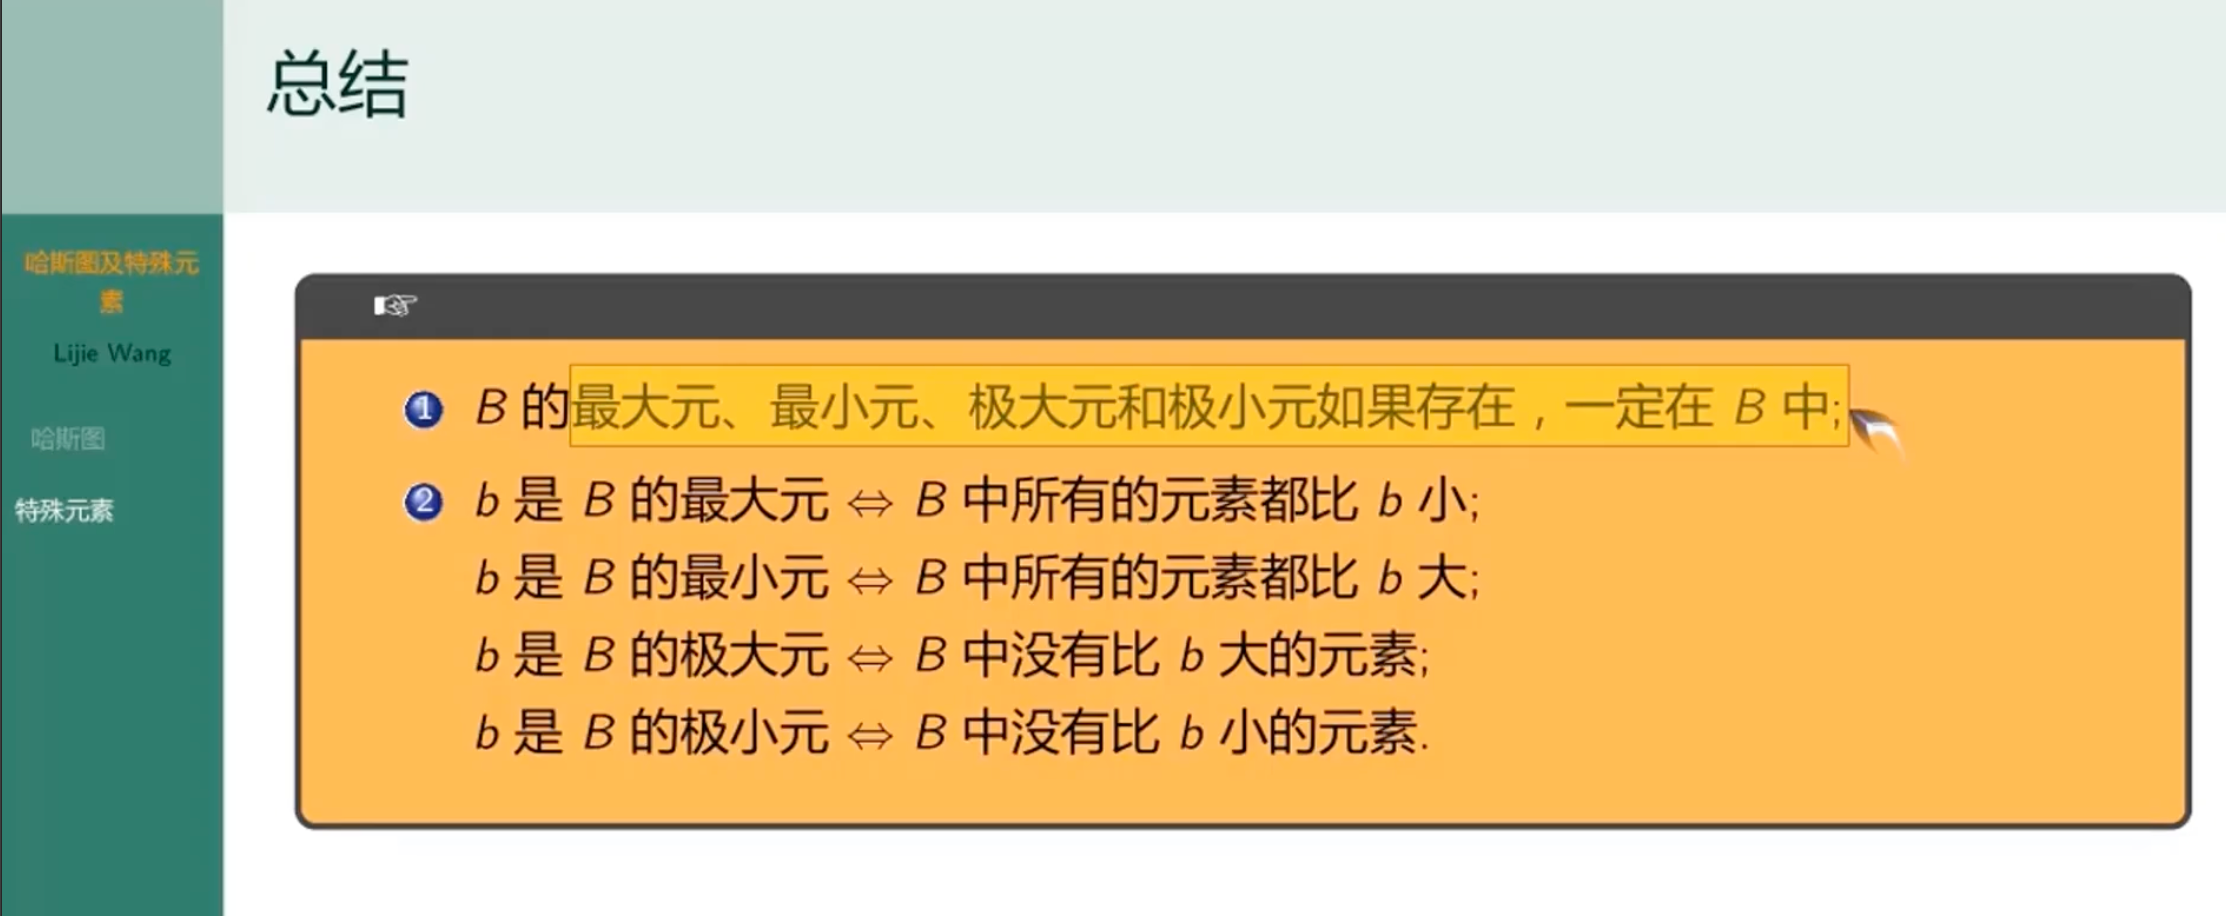 总结
哈斯图及特殊元
素
Lijie Wang
哈斯图
特殊元素
1 B 的最大元、最小元、极大元和极小元如果存在，一定在 B 中;
2 b 是 B 的最大元 ⇔ B 中所有的元素都比 b 小;
b 是 B 的最小元 ⇔ B 中所有的元素都比 b 大;
b 是 B 的极大元 ⇔ B 中没有比 b 大的元素;
b 是 B 的极小元 ⇔ B 中没有比 b 小的元素.